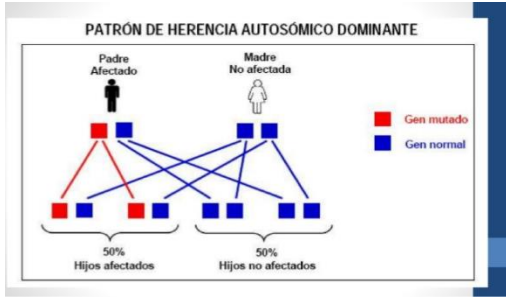 PATRÓN DE HERENCIA AUTOSÓMICO DOMINANTE
Padre
Afectado
Madre
No afectada
Gen mutado
Gen normal
50%
Hijos afectados
50%
Hijos no afectados